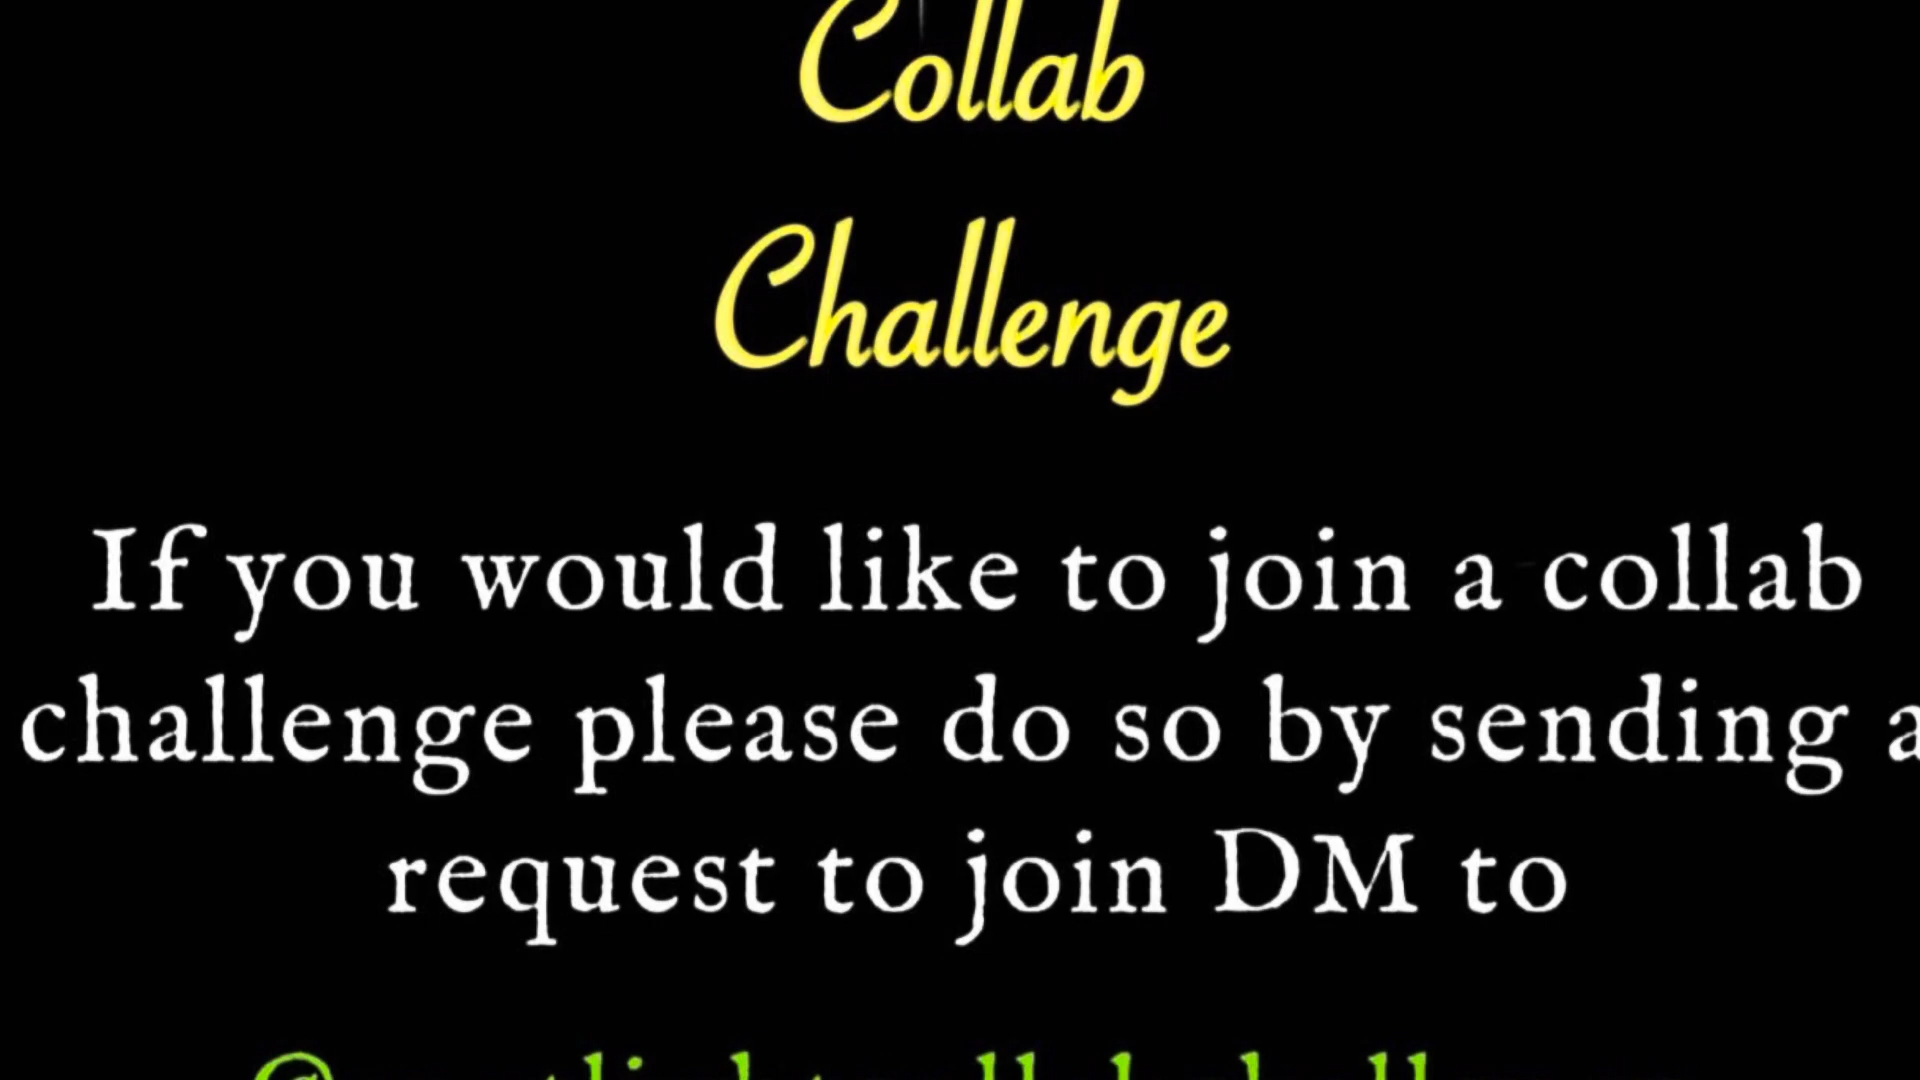 Collab
Challenge
If you would like to join a collab
challenge please do so by sending a
request to join DM to